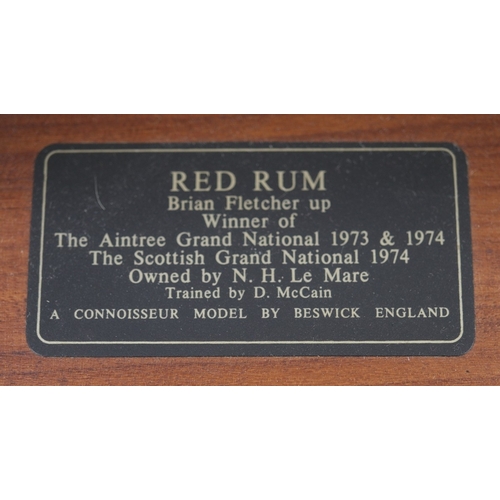 RED RUM
Brian Fletcher up
Winner of
The Aintree Grand National 1973 & 1974
The Scottish Grand National 1974
Owned by N. H. Le Mare
Trained by D. McCain
A CONNOISSEUR MODEL BY BESWICK ENGLAND